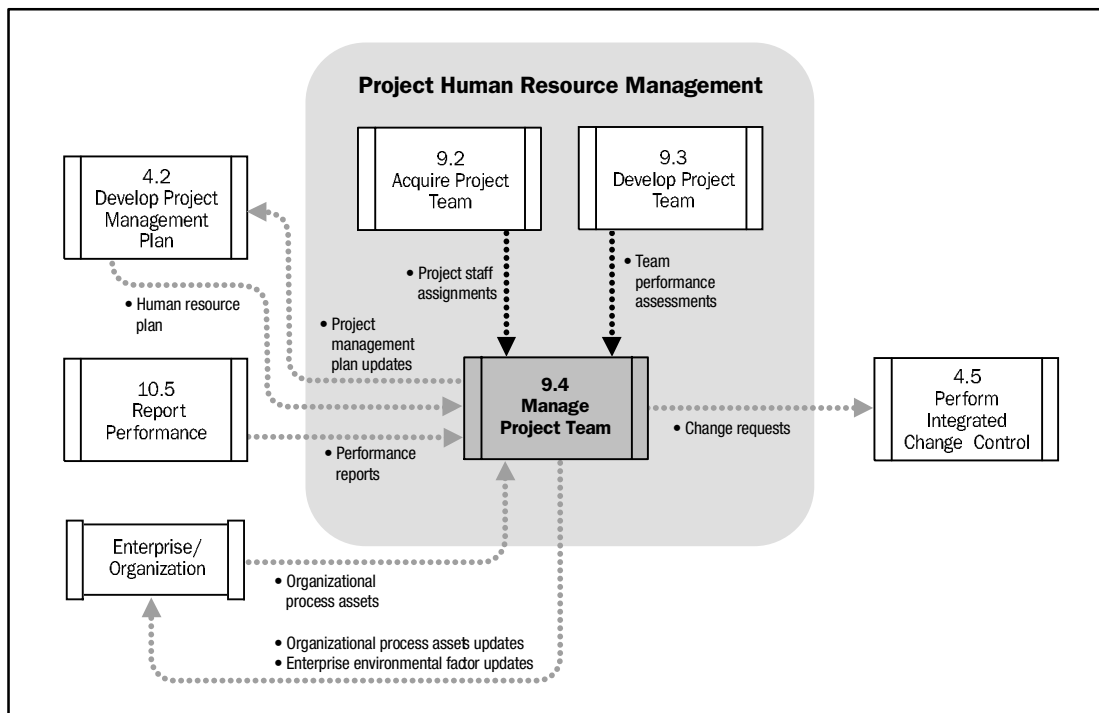 Project Human Resource Management
9.2
Acquire Project
Team
9.3
Develop Project
Team
4.2
Develop Project
Management
Plan
• Project staff
assignments
• Team
performance
assessments
• Human resource
plan
• Project
management
plan updates
10.5
Report
Performance
9.4
Manage
Project Team
4.5
Perform
Integrated
Change Control
• Change requests
• Performance
reports
Enterprise/
Organization
• Organizational
process assets
• Organizational process assets updates
• Enterprise environmental factor updates